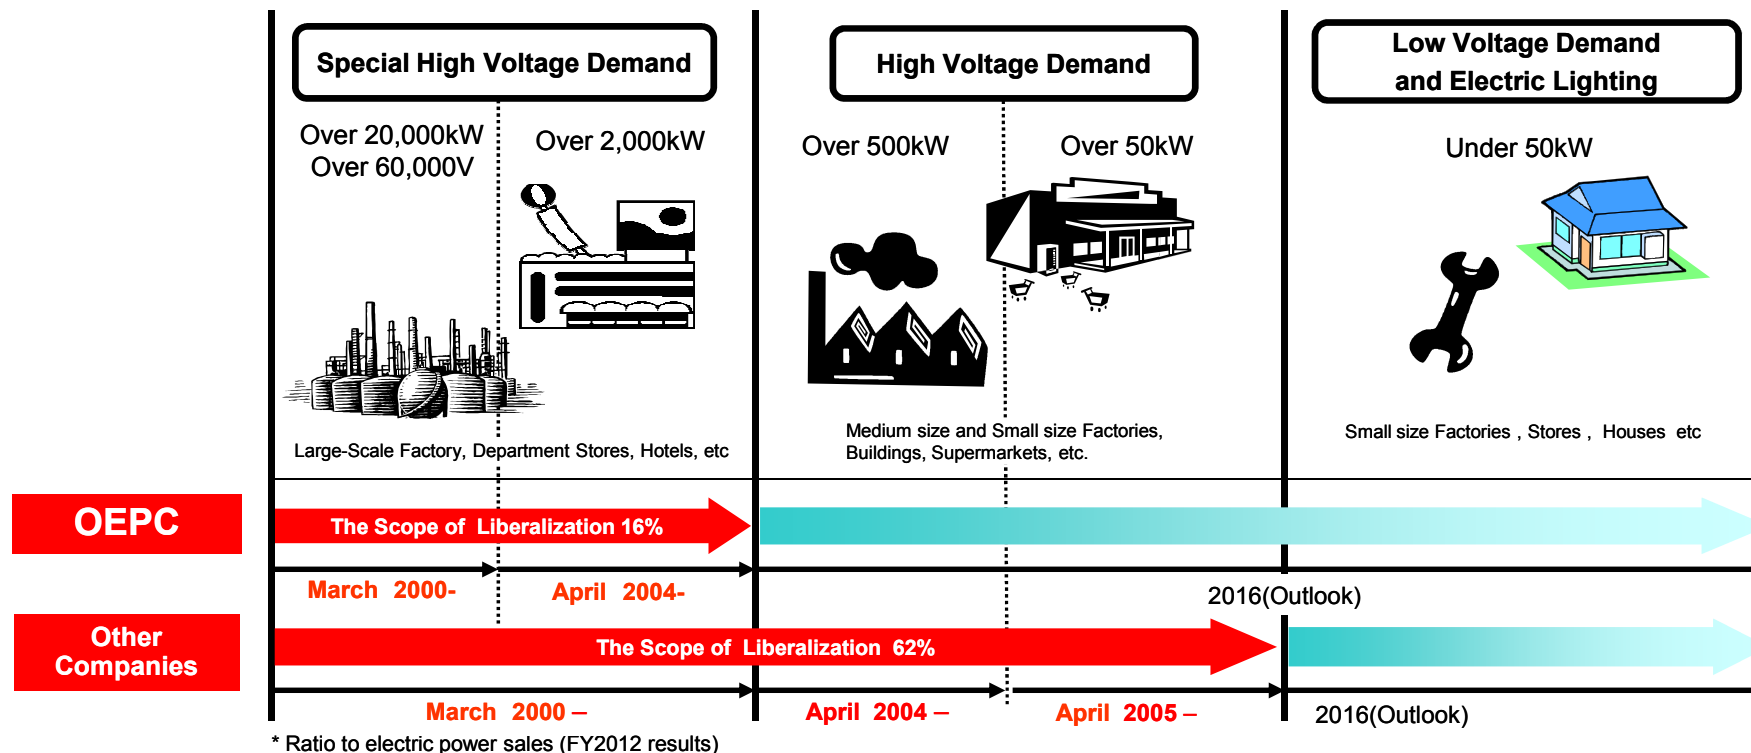 Special High Voltage Demand
High Voltage Demand
Low Voltage Demand
and Electric Lighting
Over 20,000kW
Over 60,000V
Over 2,000kW
Over 500kW
Over 50kW
Under 50kW
Large-Scale Factory, Department Stores, Hotels, etc
Medium size and Small size Factories,
Buildings, Supermarkets, etc.
Small size Factories , Stores , Houses etc
OEPC
The Scope of Liberalization 16%
March 2000-
April 2004-
2016(Outlook)
Other
Companies
The Scope of Liberalization 62%
March 2000 –
April 2004 –
April 2005 –
2016(Outlook)
* Ratio to electric power sales (FY2012 results)